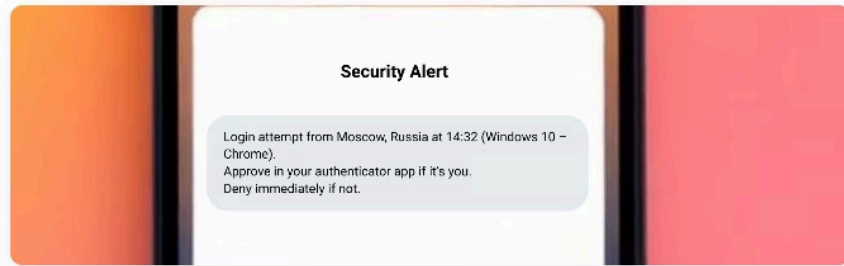 Security Alert
Login attempt from Moscow, Russia at 14:32 (Windows 10 –
Chrome).
Approve in your authenticator app if it's you.
Deny immediately if not.